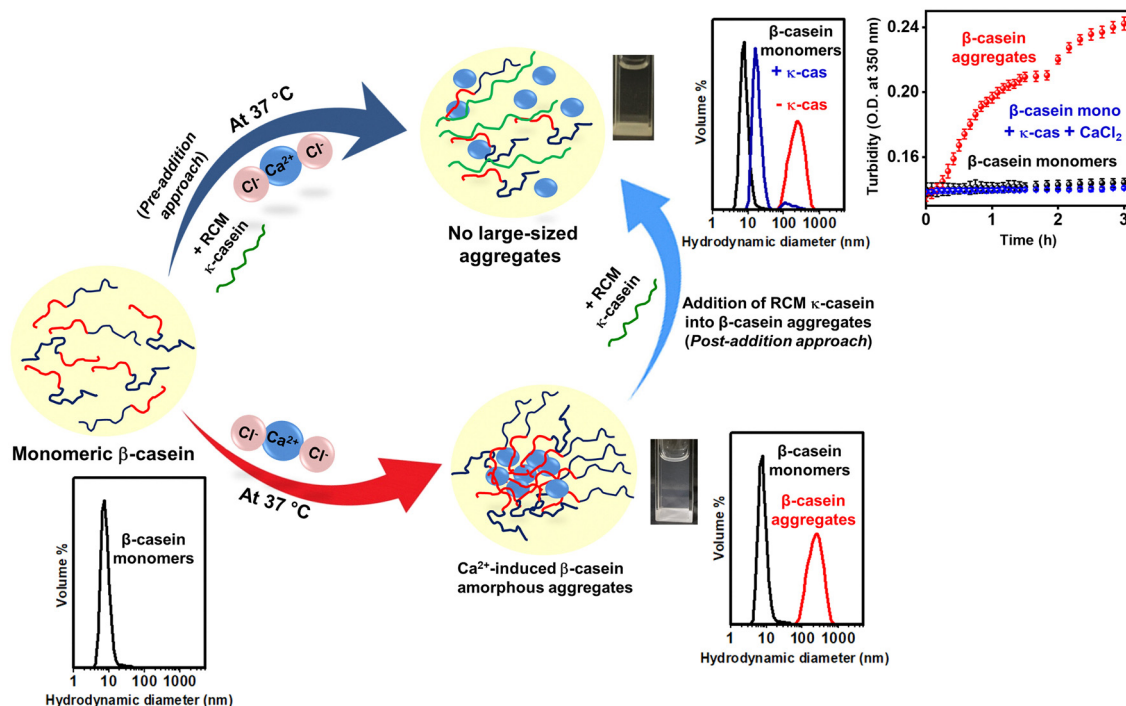 At 37 °C
(Pre-addition
approach)
Cl⁻
Ca²⁺
Cl⁻
+ RCM
κ-casein
No large-sized
aggregates
Volume %
β-casein
monomers
+ κ-cas
- κ-cas
1 10 100 1000
Hydrodynamic diameter (nm)
Turbidity (O.D. at 350 nm)
0.24
0.20
0.16
β-casein
aggregates
β-casein mono
+ κ-cas + CaCl₂
β-casein monomers
0 1 2 3
Time (h)
+ RCM
κ-casein
Addition of RCM κ-casein
into β-casein aggregates
(Post-addition approach)
Monomeric β-casein
Cl⁻
Ca²⁺
Cl⁻
At 37 °C
Ca²⁺-induced β-casein
amorphous aggregates
Volume %
β-casein
monomers
β-casein
aggregates
1 10 100 1000
Hydrodynamic diameter (nm)
Volume %
β-casein
monomers
1 10 100 1000
Hydrodynamic diameter (nm)